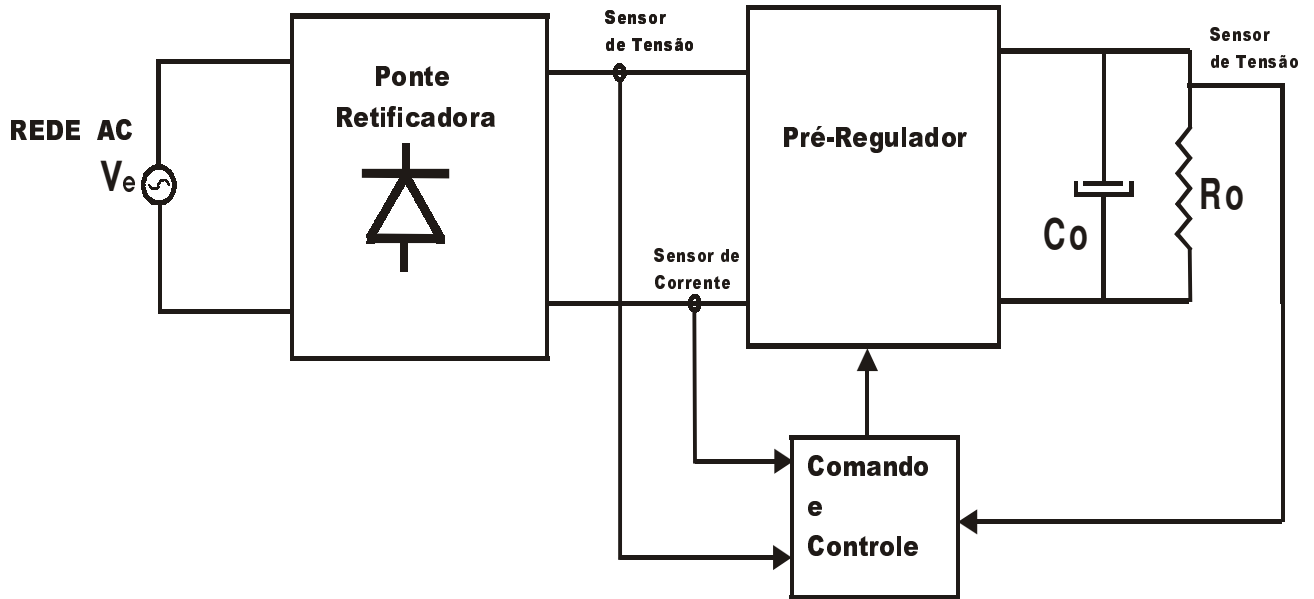 Sensor
de Tensão
Sensor
de Tensão
Ponte
Retificadora
Pré-Regulador
REDE AC
Ve
Ro
Co
Sensor de
Corrente
Comando
e
Controle